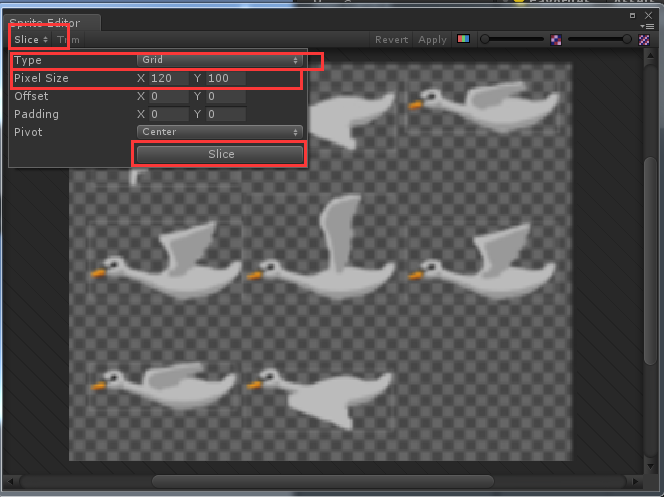 Sprite Editor
Slice Trim Revert Apply
Type Grid
Pixel Size X 120 Y 100
Offset X 0 Y 0
Padding X 0 Y 0
Pivot Center
Slice